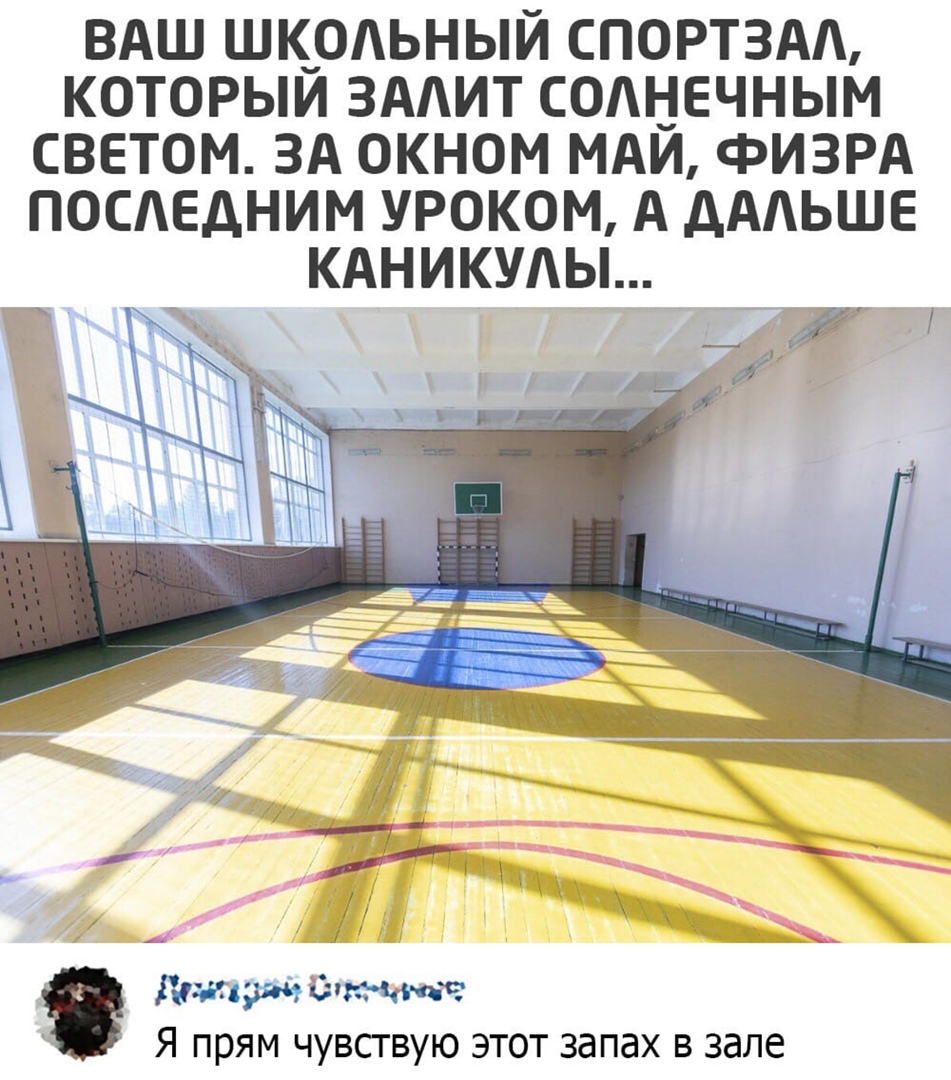 ВАШ ШКОЛЬНЫЙ СПОРТЗАЛ,
КОТОРЫЙ ЗАЛИТ СОЛНЕЧНЫМ
СВЕТОМ. ЗА ОКНОМ МАЙ, ФИЗРА
ПОСЛЕДНИМ УРОКОМ, А ДАЛЬШЕ
КАНИКУЛЫ...
Я прям чувствую этот запах в зале